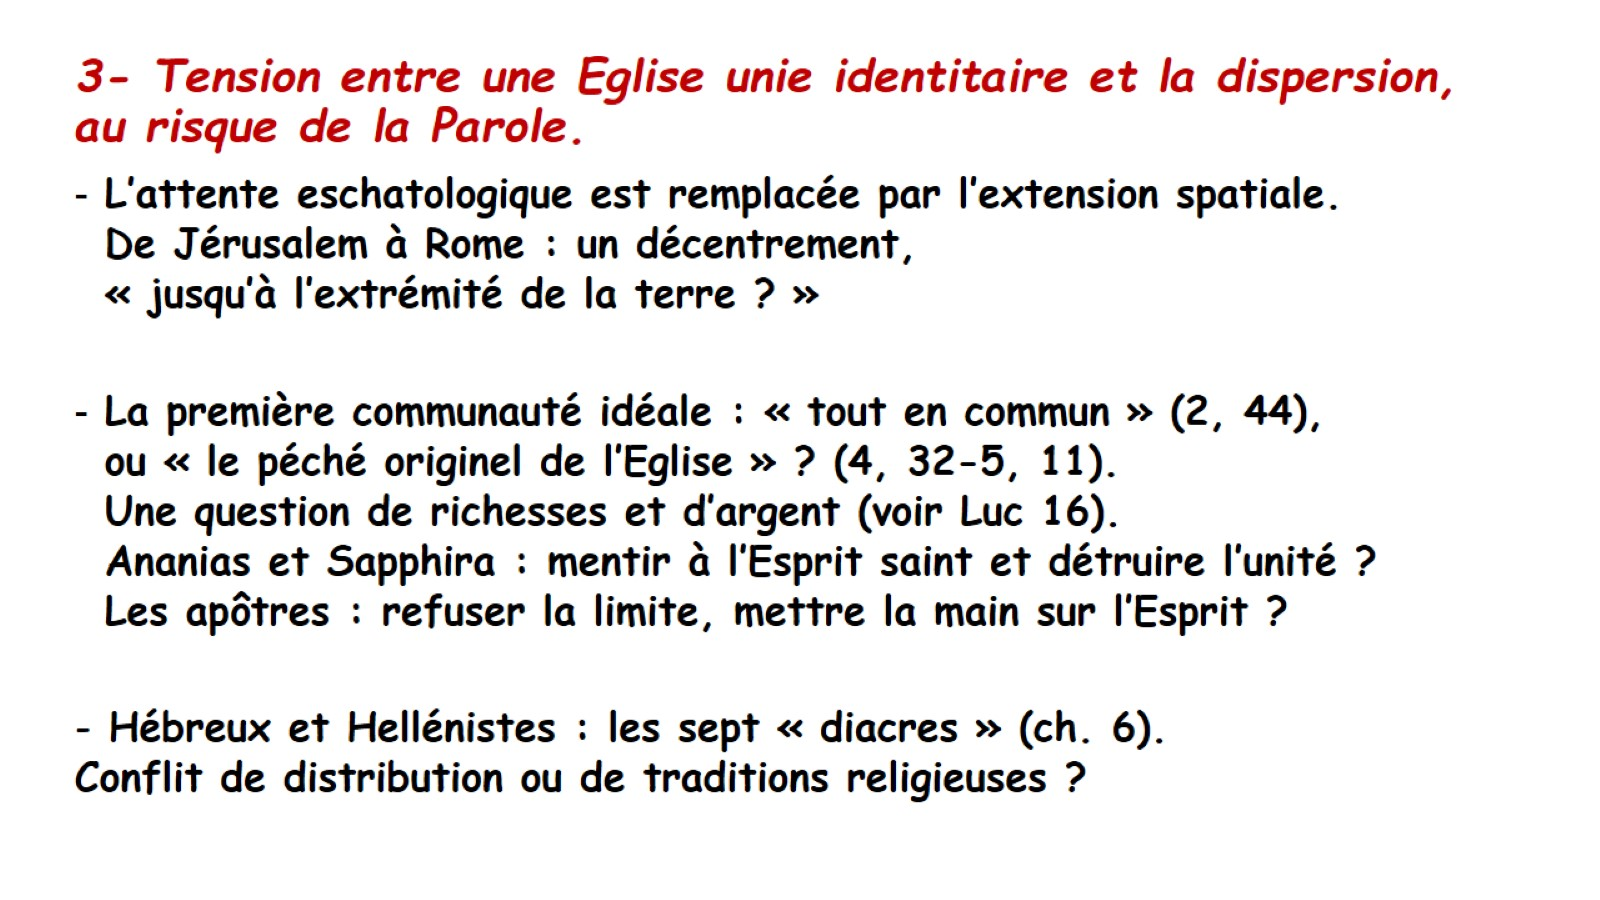 3- Tension entre une Eglise unie identitaire et la dispersion,
au risque de la Parole.
- L’attente eschatologique est remplacée par l’extension spatiale.
De Jérusalem à Rome : un décentrement,
« jusqu’à l’extrémité de la terre ? »
- La première communauté idéale : « tout en commun » (2, 44),
ou « le péché originel de l’Eglise » ? (4, 32-5, 11).
Une question de richesses et d’argent (voir Luc 16).
Ananias et Sapphira : mentir à l’Esprit saint et détruire l’unité ?
Les apôtres : refuser la limite, mettre la main sur l’Esprit ?
- Hébreux et Hellénistes : les sept « diacres » (ch. 6).
Conflit de distribution ou de traditions religieuses ?